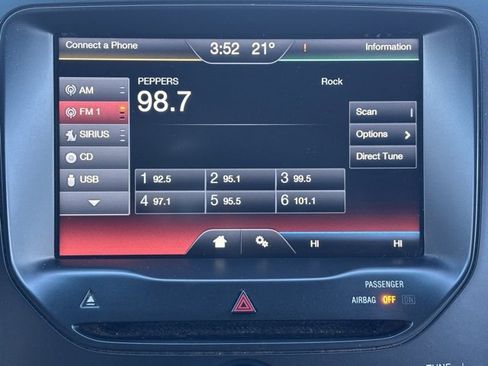 Connect a Phone 3:52 21° ! Information
PEPPERS Rock
98.7
AM
FM 1
SIRIUS
CD
USB
Scan
Options >
Direct Tune
1 92.5 2 95.1 3 99.5
4 97.1 5 95.5 6 101.1
HI HI
PASSENGER
AIRBAG OFF ON
TUNE